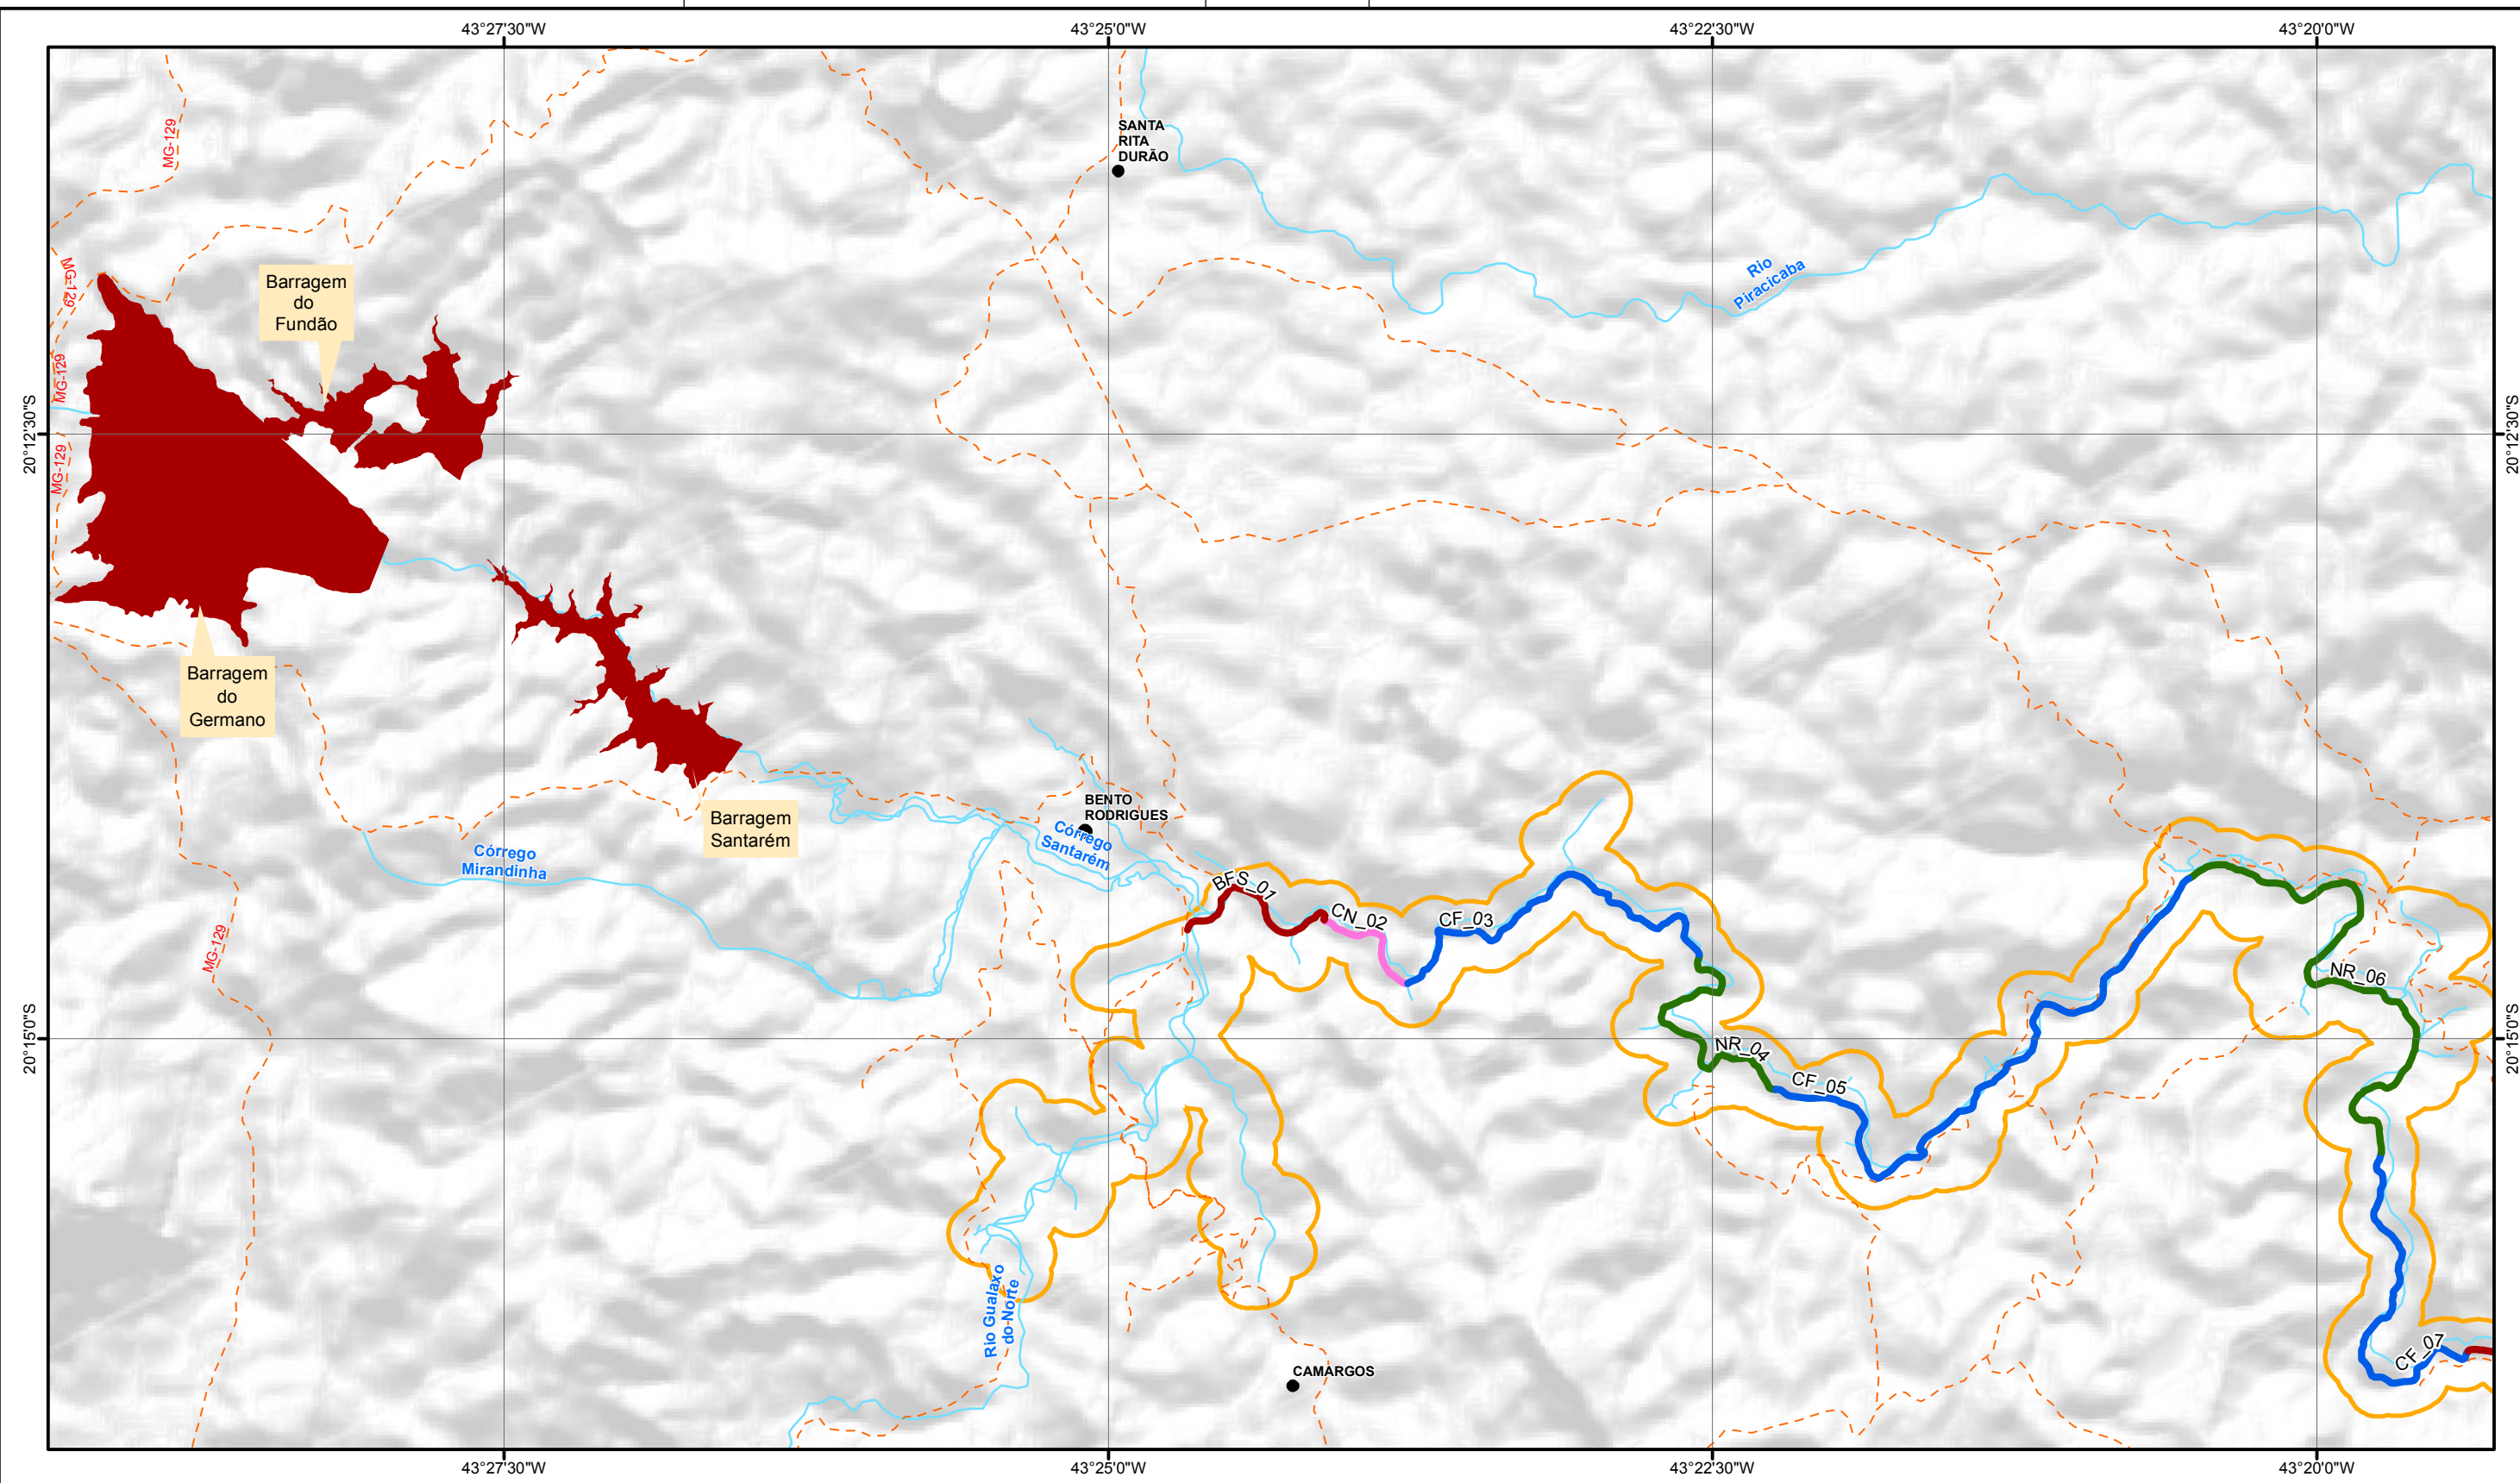 43°27'30"W
43°25'0"W
43°22'30"W
43°20'0"W
SANTA
RITA
DURÃO
MG-129
Rio
Piracicaba
MG-129
Barragem
do
Fundão
MG-129
20°12'30"S
20°12'30"S
MG-129
Barragem
do
Germano
BENTO
RODRIGUES
Barragem
Santarém
Córrego
Santarém
Córrego
Mirandinha
BFS_01
CN_02
CF_03
MG-129
NR_06
20°15'0"S
20°15'0"S
NR_04
CF_05
Rio Gualaxo
do-Norte
CF_07
CAMARGOS
43°27'30"W
43°25'0"W
43°22'30"W
43°20'0"W